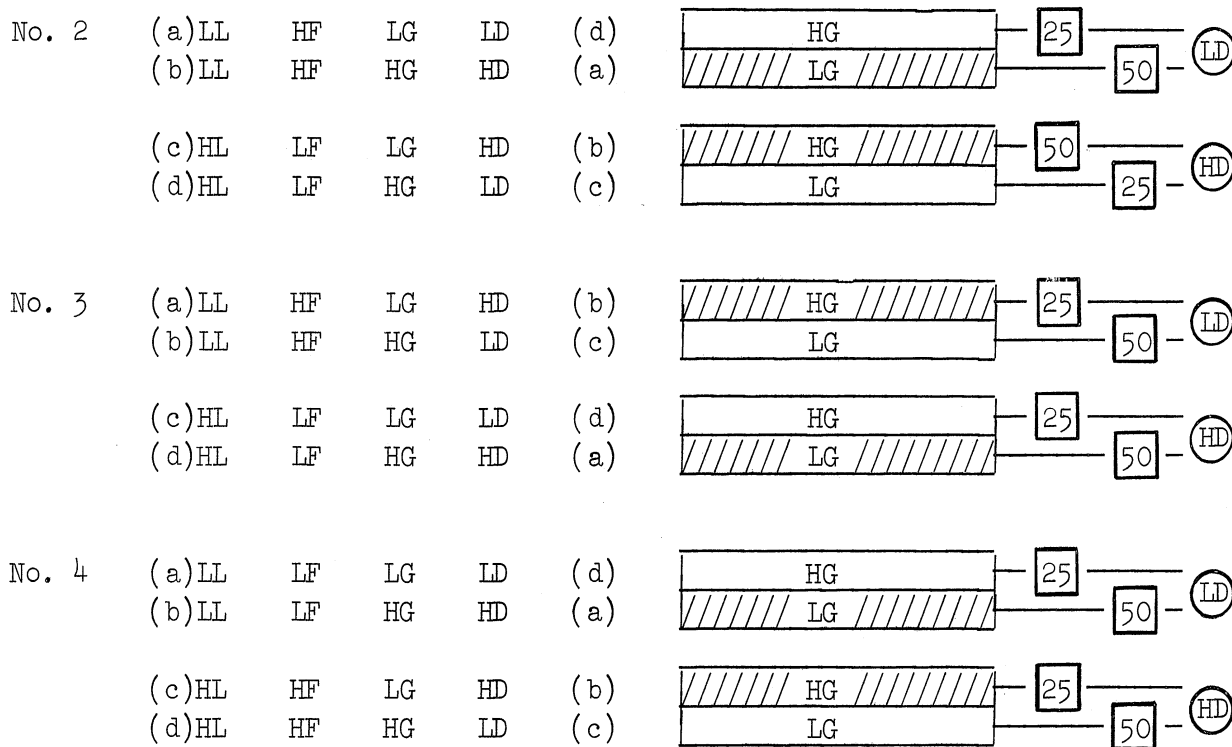 No. 2 (a)LL HF LG LD (d) HG 25 LD
(b)LL HF HG HD (a) LG 50
(c)HL LF LG HD (b) HG 50 HD
(d)HL LF HG LD (c) LG 25
No. 3 (a)LL HF LG HD (b) HG 25 LD
(b)LL HF HG LD (c) LG 50
(c)HL LF LG LD (d) HG 25 HD
(d)HL LF HG HD (a) LG 50
No. 4 (a)LL LF LG LD (d) HG 25 LD
(b)LL LF HG HD (a) LG 50
(c)HL HF LG HD (b) HG 25 HD
(d)HL HF HG LD (c) LG 50